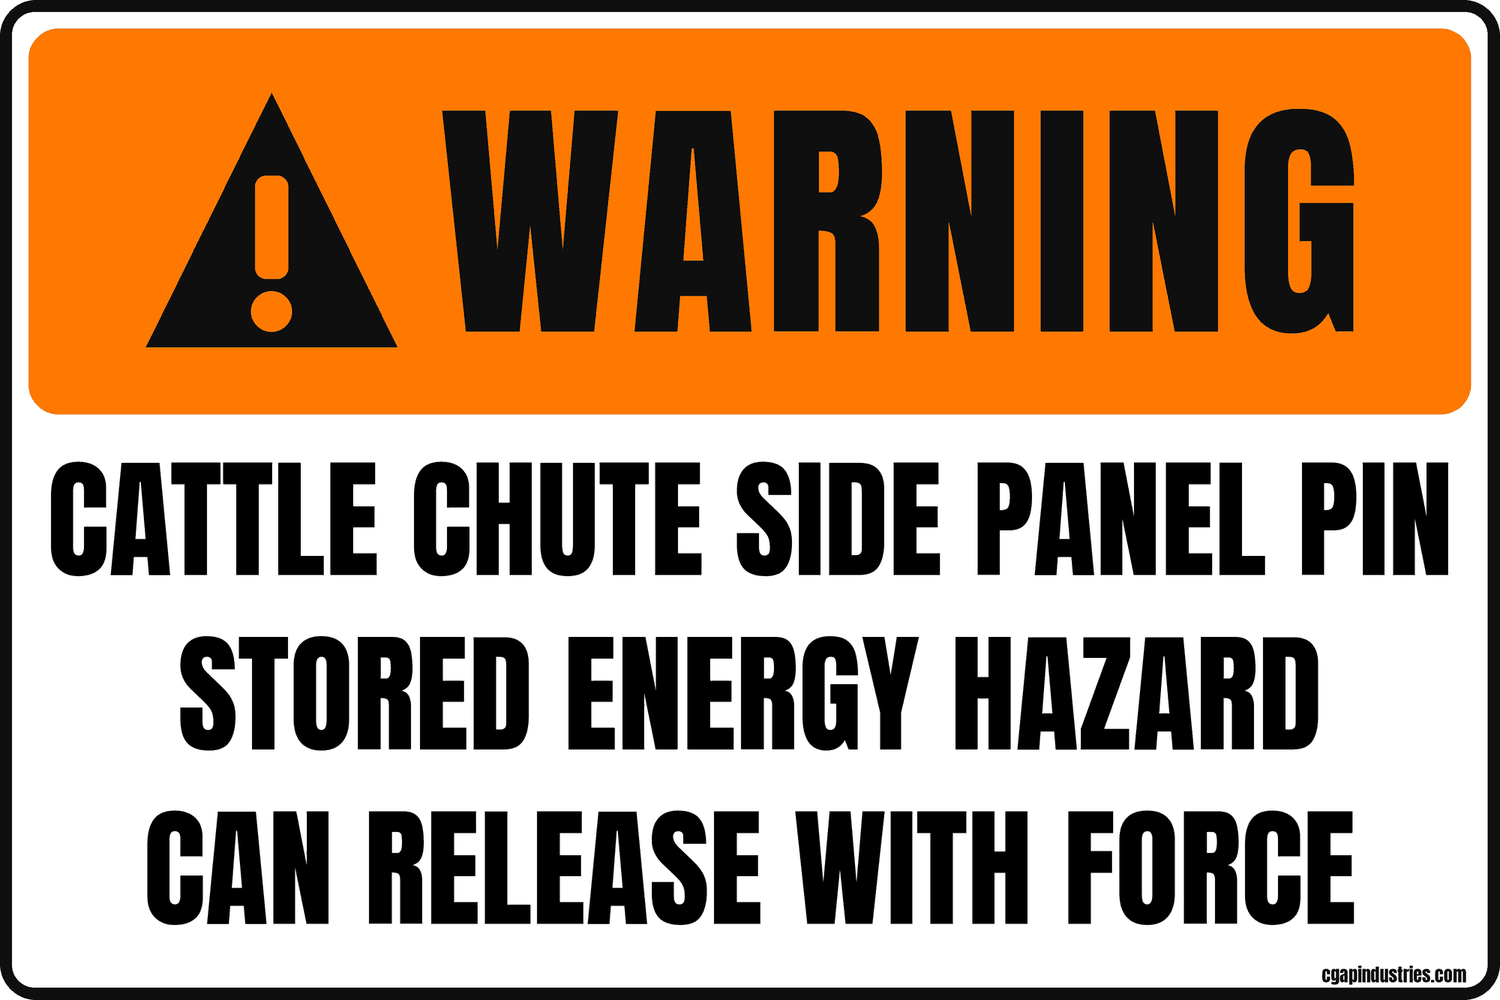 WARNING
CATTLE CHUTE SIDE PANEL PIN
STORED ENERGY HAZARD
CAN RELEASE WITH FORCE
cgapindustries.com